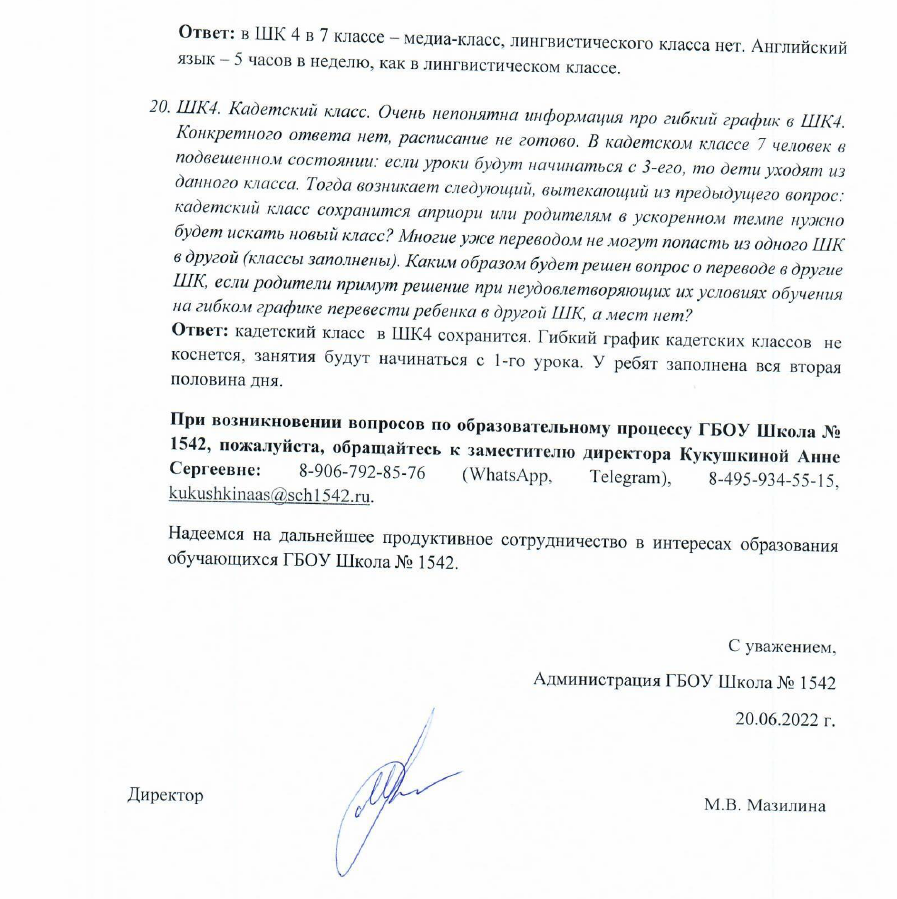 Ответ: в ШК 4 в 7 классе – медиа-класс, лингвистического класса нет. Английский
язык – 5 часов в неделю, как в лингвистическом классе.
20. ШК4. Кадетский класс. Очень непонятна информация про гибкий график в ШК4.
Конкретного ответа нет, расписание не готово. В кадетском классе 7 человек в
подвешенном состоянии: если уроки будут начинаться с 3-его, то дети уходят из
данного класса. Тогда возникает следующий, вытекающий из предыдущего вопрос:
кадетский класс сохранится априори или родителям в ускоренном темпе нужно
будет искать новый класс? Многие уже переводом не могут попасть из одного ШК
в другой (классы заполнены). Каким образом будет решен вопрос о переводе в другие
ШК, если родители примут решение при неудовлетворяющих их условиях обучения
на гибком графике перевести ребенка в другой ШК, а мест нет?
Ответ: кадетский класс в ШК4 сохранится. Гибкий график кадетских классов не
коснется, занятия будут начинаться с 1-го урока. У ребят заполнена вся вторая
половина дня.
При возникновении вопросов по образовательному процессу ГБОУ Школа №
1542, пожалуйста, обращайтесь к заместителю директора Кукушкиной Анне
Сергеевне: 8-906-792-85-76 (WhatsApp, Telegram), 8-495-934-55-15,
kukushkinaas@sch1542.ru.
Надеемся на дальнейшее продуктивное сотрудничество в интересах образования
обучающихся ГБОУ Школа № 1542.
С уважением,
Администрация ГБОУ Школа № 1542
20.06.2022 г.
Директор
М.В. Мазилина